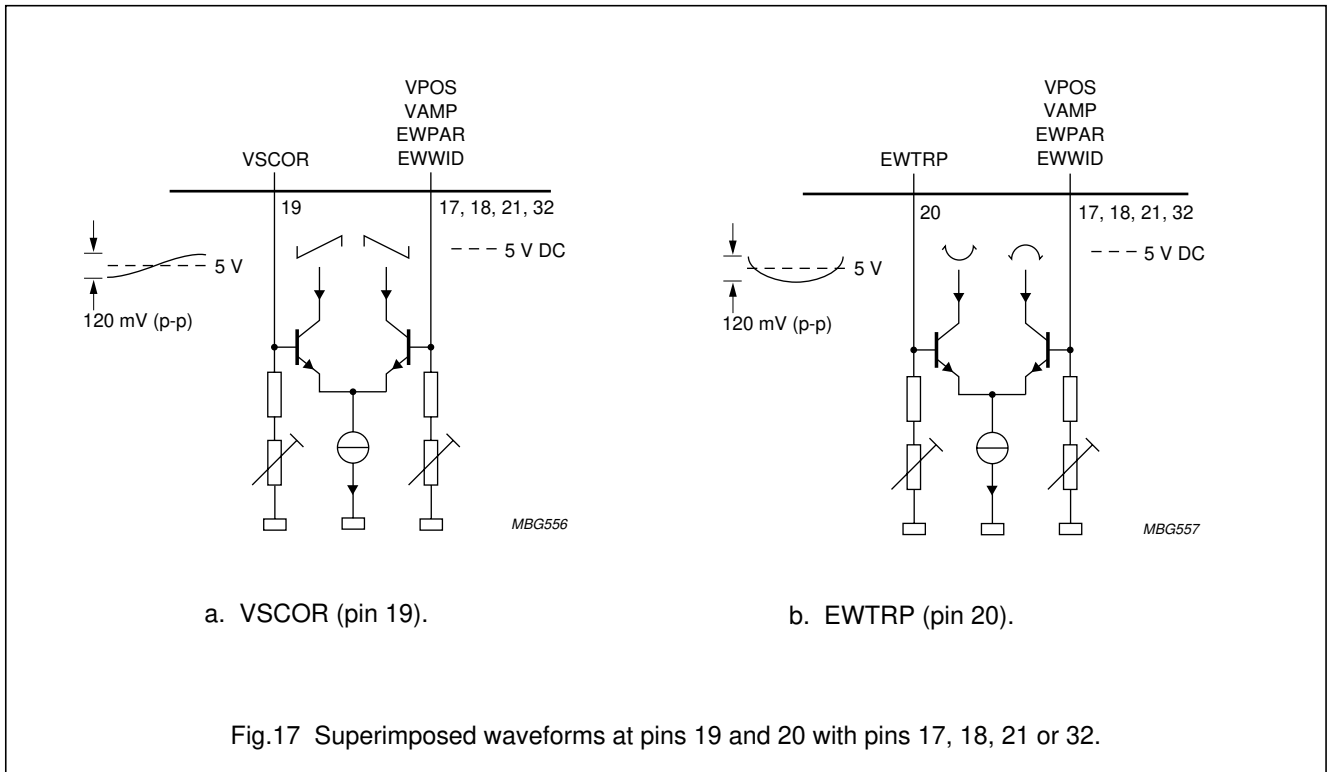 VPOS
VAMP
EWPAR
VSCOR EWWID
19 17, 18, 21, 32
5 V DC
5 V
120 mV (p-p)
MBG556
a. VSCOR (pin 19).
VPOS
VAMP
EWPAR
EWTRP EWWID
20 17, 18, 21, 32
5 V DC
5 V
120 mV (p-p)
MBG557
b. EWTRP (pin 20).
Fig.17 Superimposed waveforms at pins 19 and 20 with pins 17, 18, 21 or 32.